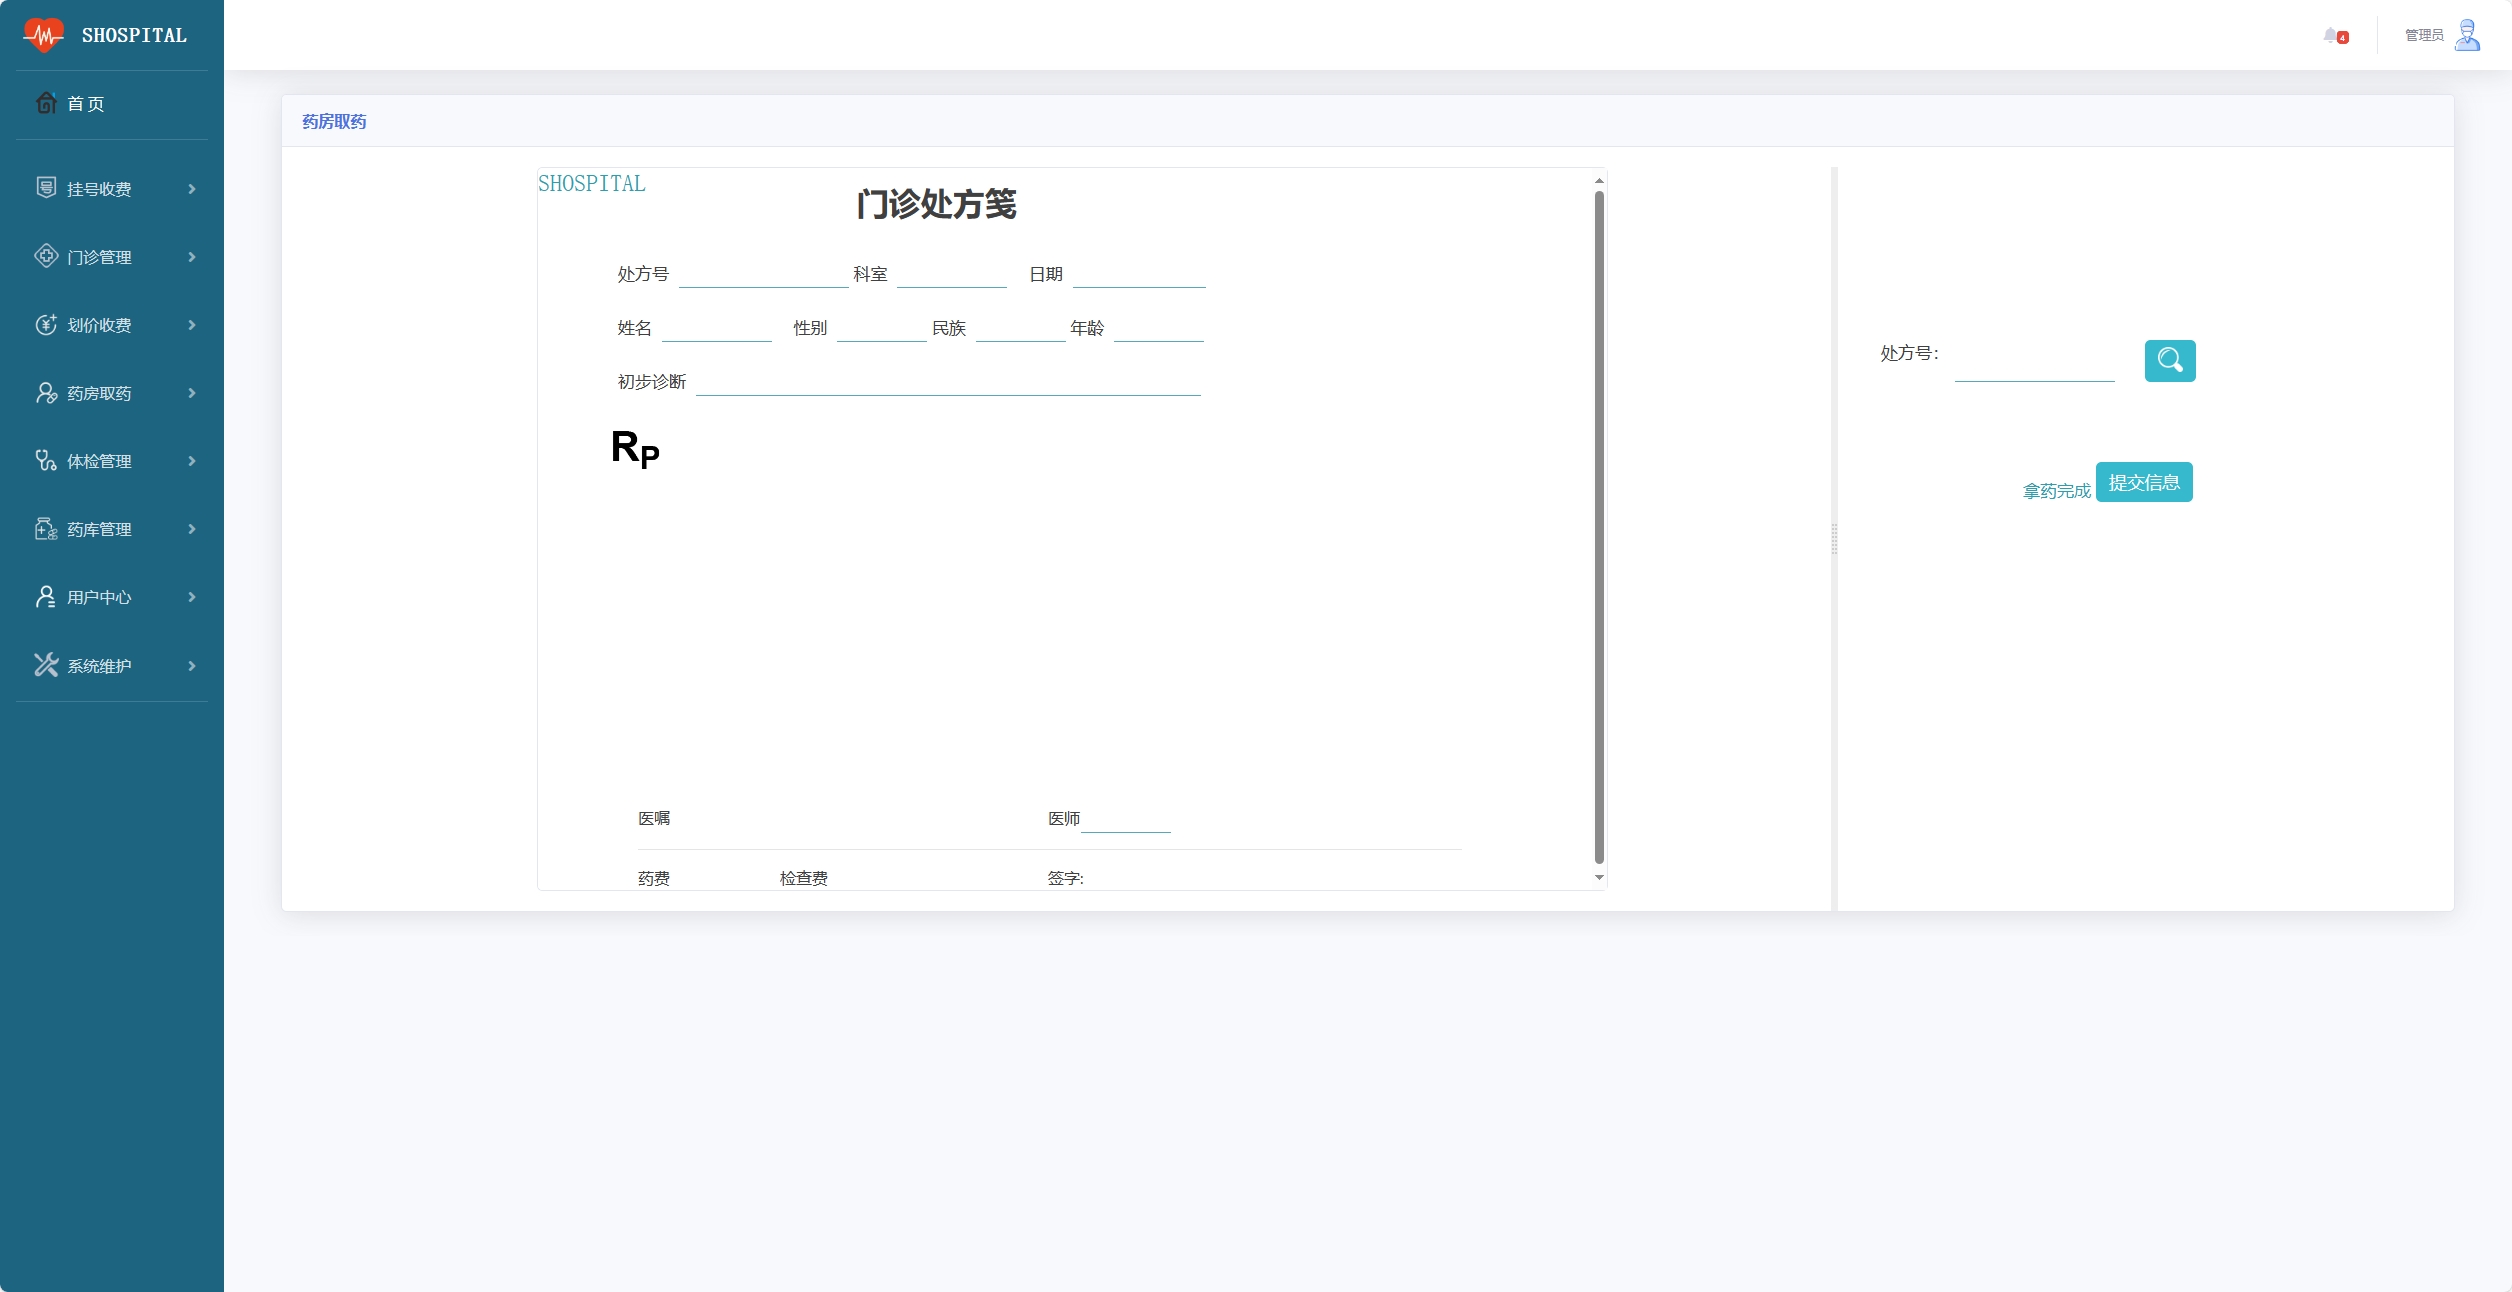 SHOSPITAL
4
管理员
首页
挂号收费
门诊管理
划价收费
药房取药
体检管理
药库管理
用户中心
系统维护
药房取药
SHOSPITAL
门诊处方笺
处方号 科室 日期
姓名 性别 民族 年龄
初步诊断
RP
医嘱 医师
药费 检查费 签字:
处方号:
拿药完成 提交信息